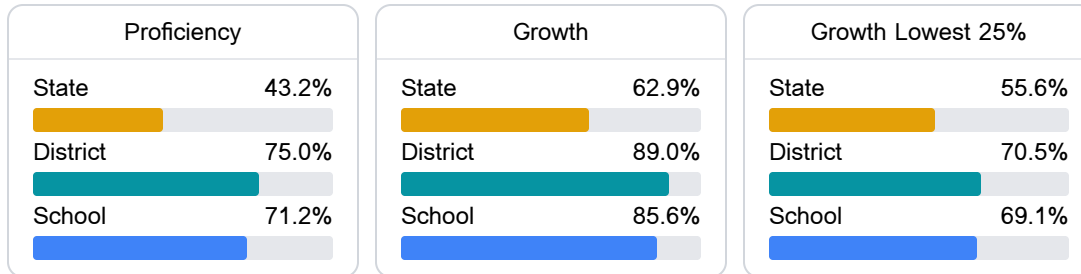 Proficiency
State 43.2%
District 75.0%
School 71.2%
Growth
State 62.9%
District 89.0%
School 85.6%
Growth Lowest 25%
State 55.6%
District 70.5%
School 69.1%